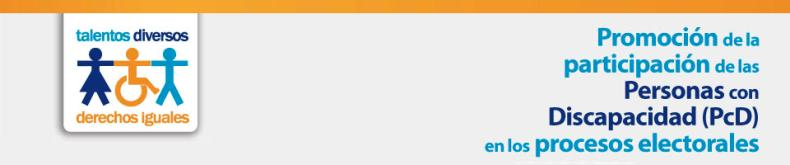 talentos diversos
derechos iguales
Promoción de la
participación de las
Personas con
Discapacidad (PcD)
en los procesos electorales